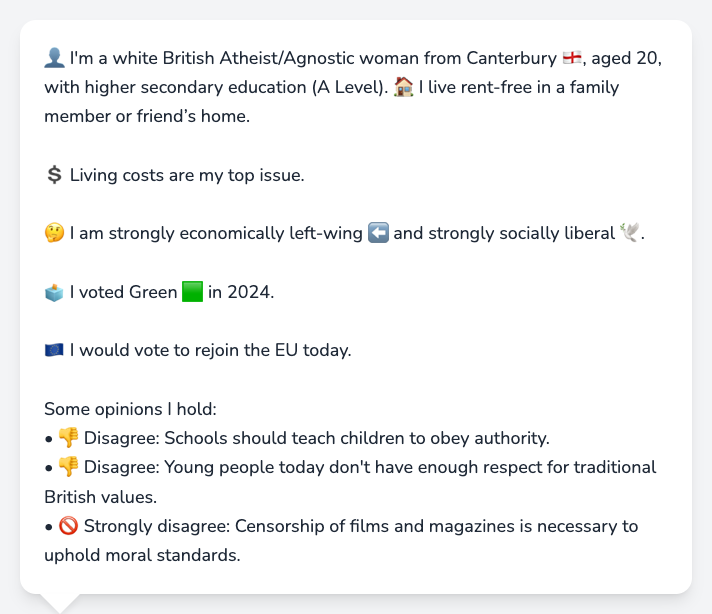 👤 I'm a white British Atheist/Agnostic woman from Canterbury 🏴󠁧󠁢󠁥󠁮󠁧󠁿, aged 20,
with higher secondary education (A Level). 🏠 I live rent-free in a family
member or friend’s home.
💲 Living costs are my top issue.
🤔 I am strongly economically left-wing ⬅️ and strongly socially liberal 🕊️.
🗳️ I voted Green 🟩 in 2024.
🇪🇺 I would vote to rejoin the EU today.
Some opinions I hold:
• 👎 Disagree: Schools should teach children to obey authority.
• 👎 Disagree: Young people today don't have enough respect for traditional
British values.
• 🚫 Strongly disagree: Censorship of films and magazines is necessary to
uphold moral standards.